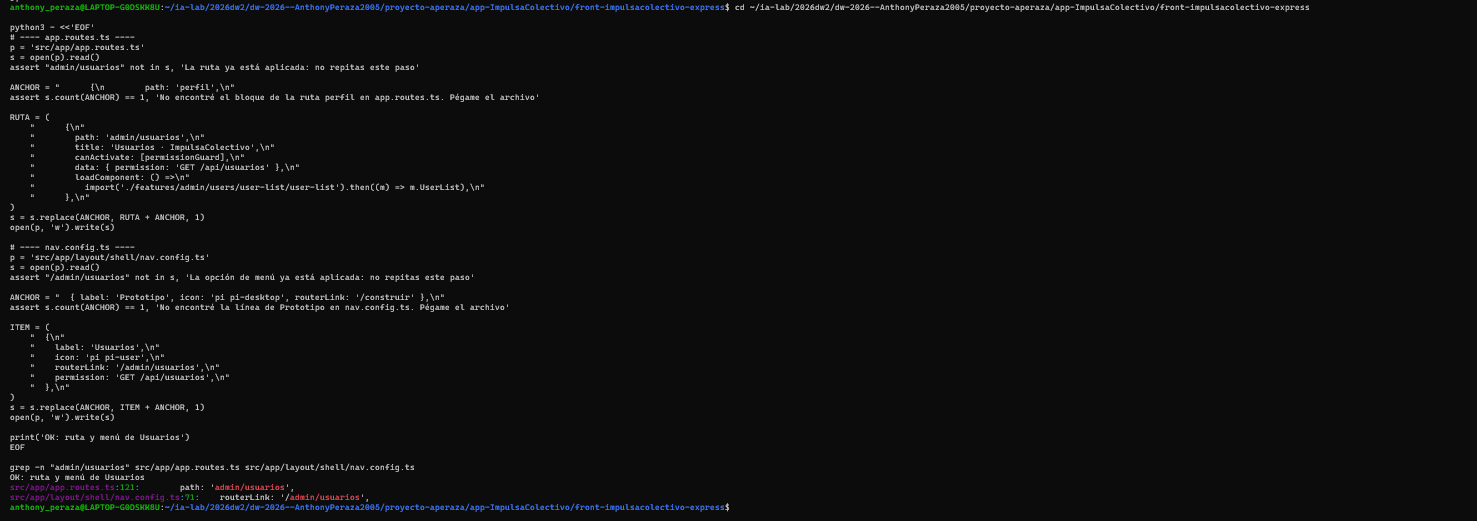 anthony_peraza@LAPTOP-G0DSKK8U:~/ia-lab/2026dw2/dw-2026--AnthonyPeraza2005/proyecto-aperaza/app-ImpulsaColectivo/front-impulsacolectivo-express$ cd ~/ia-lab/2026dw2/dw-2026--AnthonyPeraza2005/proyecto-aperaza/app-ImpulsaColectivo/front-impulsacolectivo-express

python3 - <<'EOF'
# ---- app.routes.ts ----
p = 'src/app/app.routes.ts'
s = open(p).read()
assert "admin/usuarios" not in s, 'La ruta ya está aplicada: no repitas este paso'

ANCHOR = "      {\n        path: 'perfil',\n"
assert s.count(ANCHOR) == 1, 'No encontré el bloque de la ruta perfil en app.routes.ts. Pégame el archivo'

RUTA = (
    "      {\n"
    "        path: 'admin/usuarios',\n"
    "        title: 'Usuarios · ImpulsaColectivo',\n"
    "        canActivate: [permissionGuard],\n"
    "        data: { permission: 'GET /api/usuarios' },\n"
    "        loadComponent: () =>\n"
    "          import('./features/admin/users/user-list/user-list').then((m) => m.UserList),\n"
    "      },\n"
)
s = s.replace(ANCHOR, RUTA + ANCHOR, 1)
open(p, 'w').write(s)

# ---- nav.config.ts ----
p = 'src/app/layout/shell/nav.config.ts'
s = open(p).read()
assert "/admin/usuarios" not in s, 'La opción de menú ya está aplicada: no repitas este paso'

ANCHOR = "  { label: 'Prototipo', icon: 'pi pi-desktop', routerLink: '/construir' },\n"
assert s.count(ANCHOR) == 1, 'No encontré la línea de Prototipo en nav.config.ts. Pégame el archivo'

ITEM = (
    "  {\n"
    "    label: 'Usuarios',\n"
    "    icon: 'pi pi-user',\n"
    "    routerLink: '/admin/usuarios',\n"
    "    permission: 'GET /api/usuarios',\n"
    "  },\n"
)
s = s.replace(ANCHOR, ITEM + ANCHOR, 1)
open(p, 'w').write(s)

print('OK: ruta y menú de Usuarios')
EOF

grep -n "admin/usuarios" src/app/app.routes.ts src/app/layout/shell/nav.config.ts
OK: ruta y menú de Usuarios
src/app/app.routes.ts:121:        path: 'admin/usuarios',
src/app/layout/shell/nav.config.ts:71:    routerLink: '/admin/usuarios',
anthony_peraza@LAPTOP-G0DSKK8U:~/ia-lab/2026dw2/dw-2026--AnthonyPeraza2005/proyecto-aperaza/app-ImpulsaColectivo/front-impulsacolectivo-express$